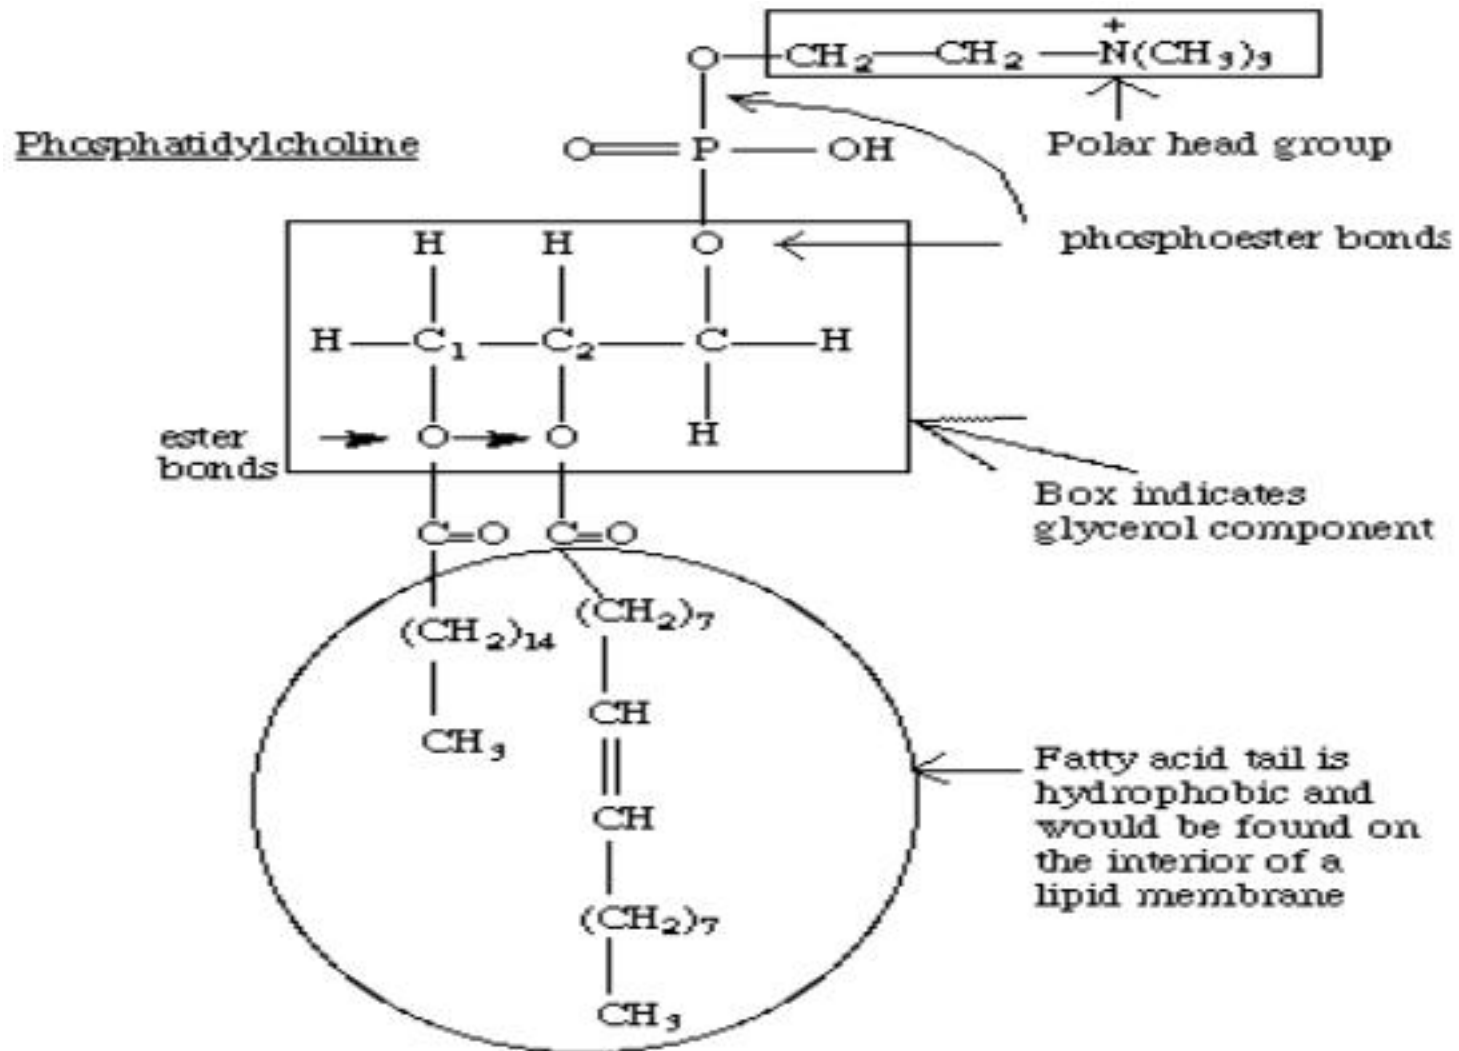 O—CH₂—CH₂—N⁺(CH₃)₃
Phosphatidylcholine
O=P—OH
Polar head group
H H O
phosphoester bonds
H—C₁—C₂—C—H
ester
bonds
O O H
Box indicates
glycerol component
C=O C=O
(CH₂)₁₄ (CH₂)₇
CH
CH₃
CH
(CH₂)₇
CH₃
Fatty acid tail is
hydrophobic and
would be found on
the interior of a
lipid membrane